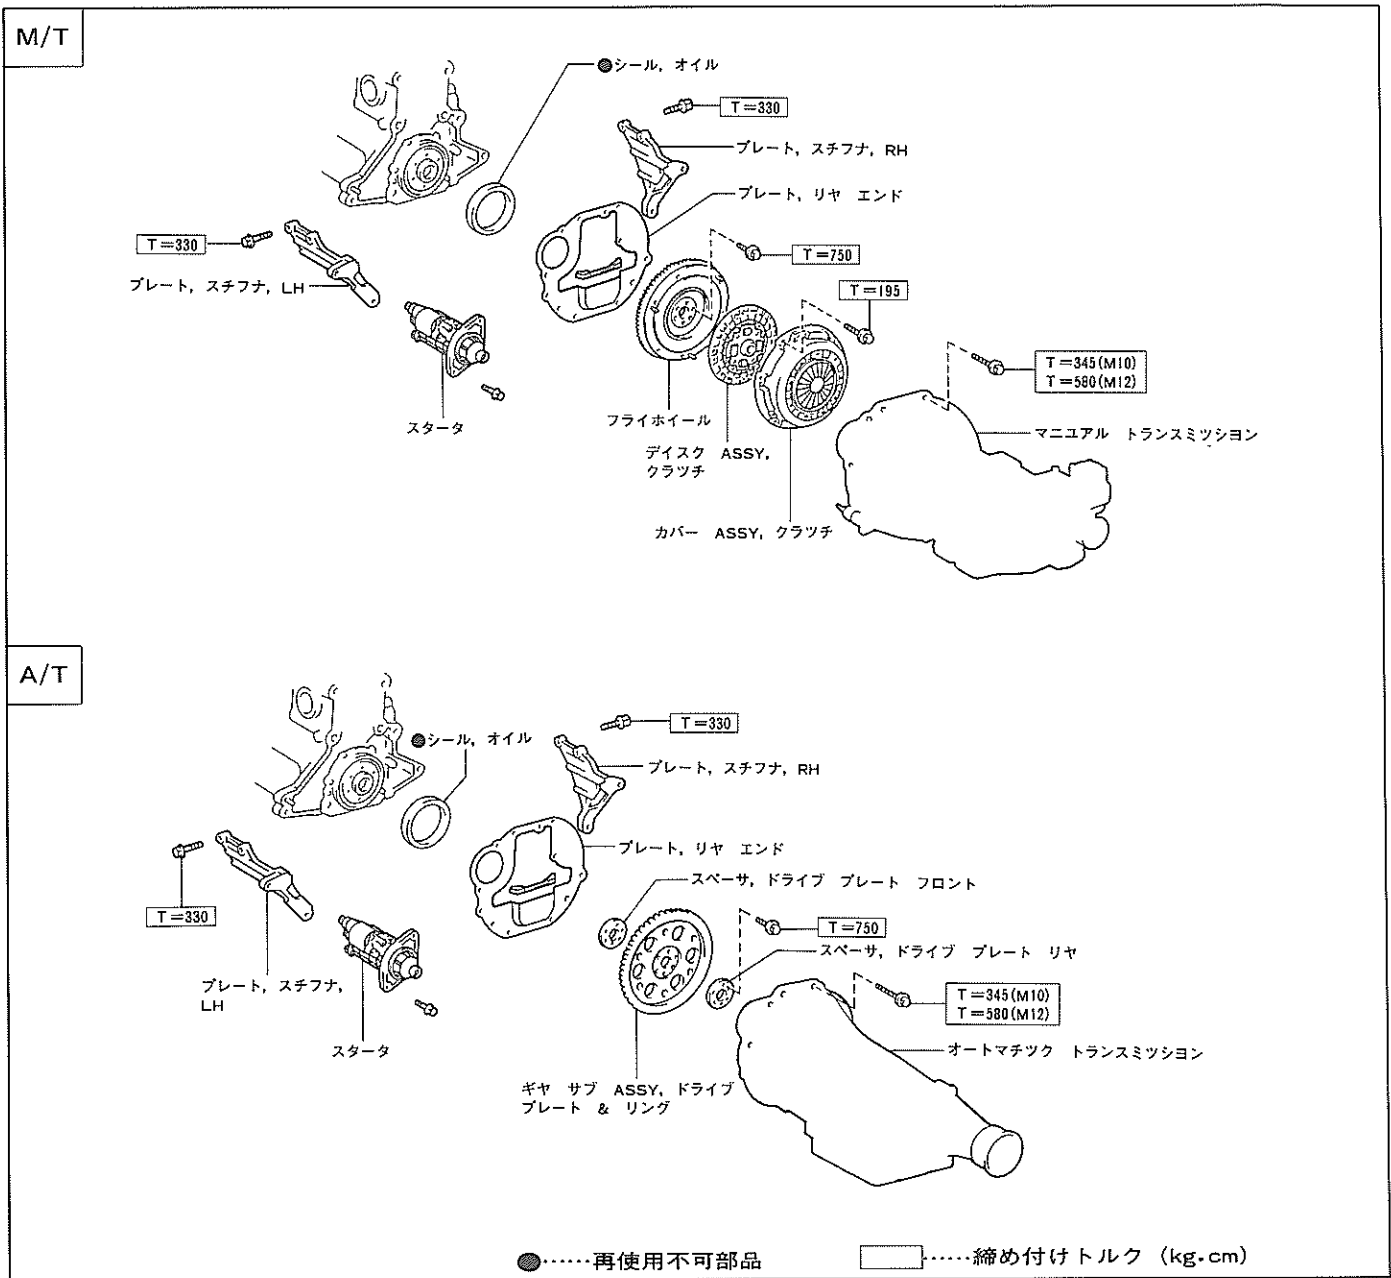 M/T
●シール, オイル
T=330
プレート, スチフナ, RH
プレート, リヤ エンド
T=330
T=750
プレート, スチフナ, LH
T=195
T=345(M10)
T=580(M12)
フライホイール
スタータ
マニユアル トランスミツシヨン
デイスク ASSY,
クラツチ
カバー ASSY, クラツチ
A/T
T=330
●シール, オイル
プレート, スチフナ, RH
プレート, リヤ エンド
スペーサ, ドライブ プレート フロント
T=330
T=750
スペーサ, ドライブ プレート リヤ
プレート, スチフナ,
LH
T=345(M10)
T=580(M12)
スタータ
オートマチツク トランスミツシヨン
ギヤ サブ ASSY, ドライブ
プレート & リング
●……再使用不可部品
……締め付けトルク (kg·cm)